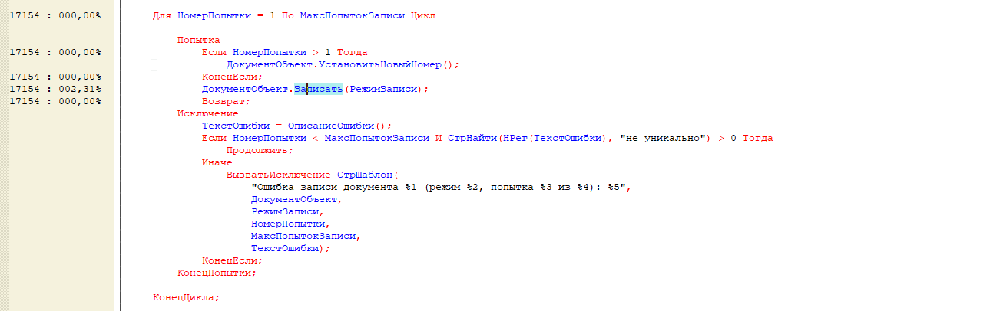 17154 : 000,00% Для НомерПопытки = 1 По МаксПопытокЗаписи Цикл
Попытка
17154 : 000,00% Если НомерПопытки > 1 Тогда
ДокументОбъект.УстановитьНовыйНомер();
17154 : 000,00% КонецЕсли;
17154 : 002,31% ДокументОбъект.Записать(РежимЗаписи);
17154 : 000,00% Возврат;
Исключение
ТекстОшибки = ОписаниеОшибки();
Если НомерПопытки < МаксПопытокЗаписи И СтрНайти(НРег(ТекстОшибки), "не уникально") > 0 Тогда
Продолжить;
Иначе
ВызватьИсключение СтрШаблон(
"Ошибка записи документа %1 (режим %2, попытка %3 из %4): %5",
ДокументОбъект,
РежимЗаписи,
НомерПопытки,
МаксПопытокЗаписи,
ТекстОшибки);
КонецЕсли;
КонецПопытки;
КонецЦикла;